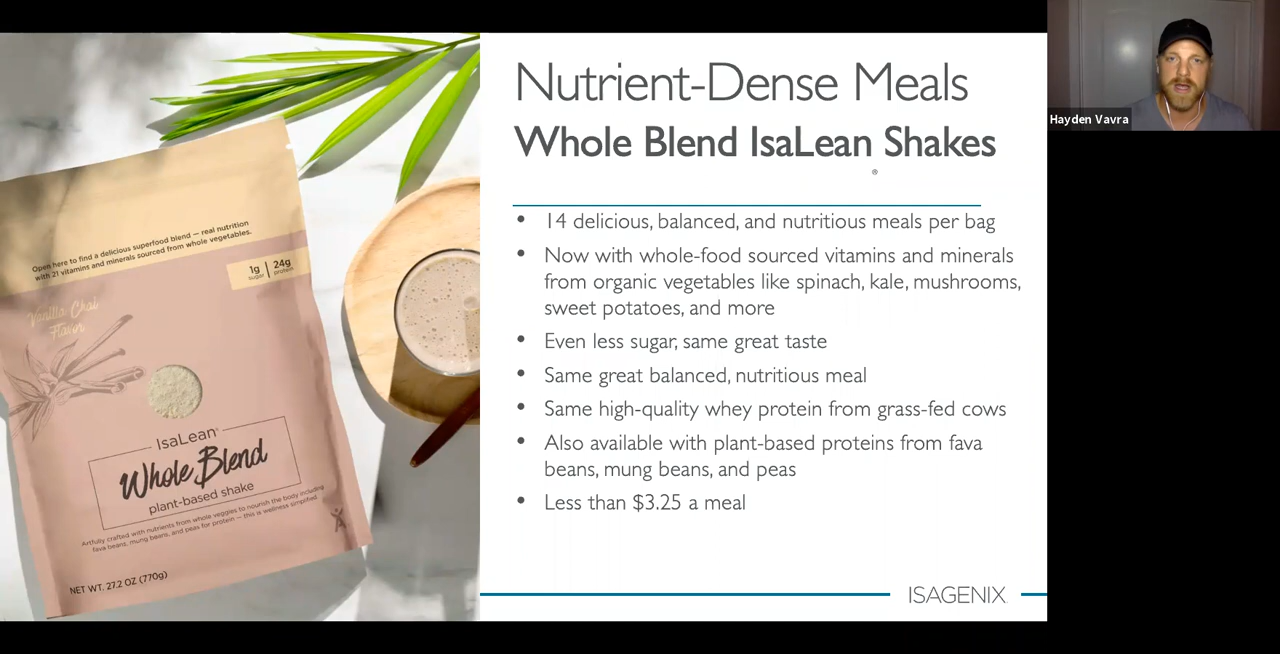 Nutrient-Dense Meals
Whole Blend IsaLean Shakes
®
• 14 delicious, balanced, and nutritious meals per bag
• Now with whole-food sourced vitamins and minerals
from organic vegetables like spinach, kale, mushrooms,
sweet potatoes, and more
• Even less sugar, same great taste
• Same great balanced, nutritious meal
• Same high-quality whey protein from grass-fed cows
• Also available with plant-based proteins from fava
beans, mung beans, and peas
• Less than $3.25 a meal
ISAGENIX
Open here to find a delicious superfood blend — real nutrition
with 21 vitamins and minerals sourced from whole vegetables.
1g | 24g
sugar protein
Vanilla Chai
Flavor
IsaLean®
Whole Blend
plant-based shake
Artfully crafted with nutrients from whole veggies to nourish the body including
fava beans, mung beans, and peas for protein — this is wellness simplified.
NET WT. 27.2 OZ (770g)
Hayden Vavra